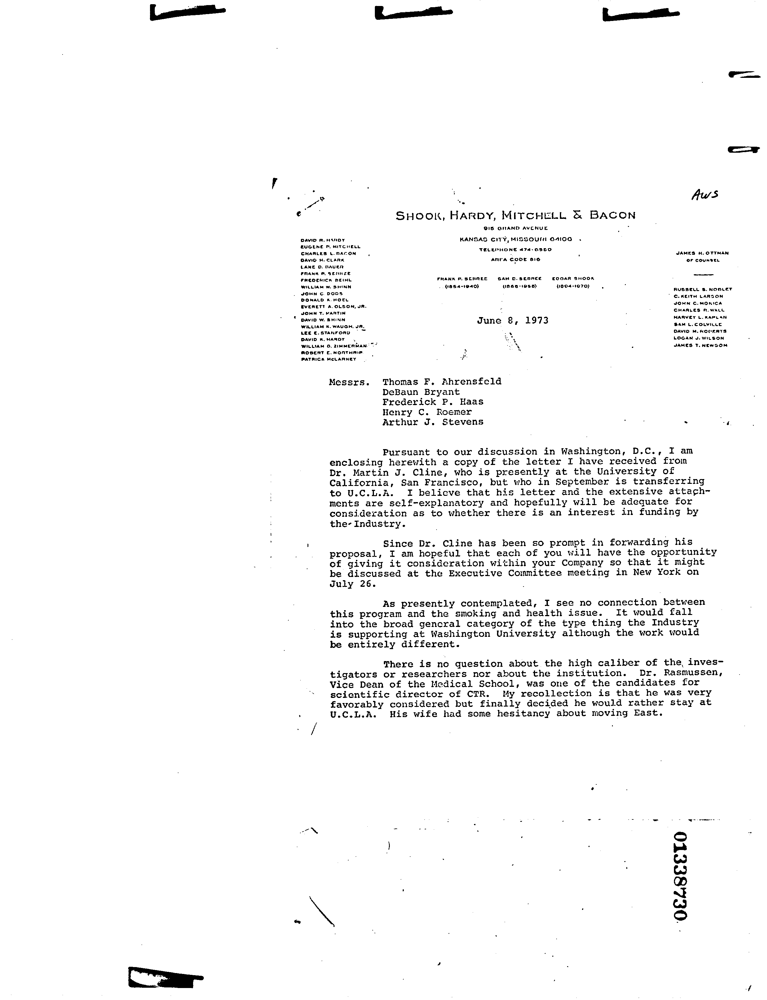 AWS
SHOOK, HARDY, MITCHELL & BACON
915 GRAND AVENUE
KANSAS CITY, MISSOURI 64106
TELEPHONE 474-6550
AREA CODE 816
DAVID R. HARDY
EUGENE P. MITCHELL
CHARLES L. BACON
DAVID H. CLARK
LANE D. BAUER
FRANK P. SEBREE
FREDERICK BEIHL
WILLIAM W. SHINN
JOHN C. DODS
DONALD K. HOEL
EVERETT A. OLSON, JR.
JOHN T. MARTIN
DAVID W. SHINN
WILLIAM H. WAUGH, JR.
LEE E. STANFORD
DAVID K. HARDY
WILLIAM G. ZIMMERMAN
ROBERT E. NORTHRIP
PATRICK MCLARNEY
FRANK P. SEBREE SAM D. SEBREE EDGAR SHOOK
(1854-1940) (1888-1958) (1894-1970)
JAMES H. OTTMAN
OF COUNSEL
RUSSELL S. NOBLET
C. KEITH LARSON
JOHN C. MONICA
CHARLES R. WALL
HARVEY L. KAPLAN
SAM L. COLVILLE
DAVID M. ROBERTS
LOGAN J. WILSON
JAMES T. NEWSOM
June 8, 1973
Messrs. Thomas F. Ahrensfeld
DeBaun Bryant
Frederick P. Haas
Henry C. Roemer
Arthur J. Stevens
Pursuant to our discussion in Washington, D.C., I am
enclosing herewith a copy of the letter I have received from
Dr. Martin J. Cline, who is presently at the University of
California, San Francisco, but who in September is transferring
to U.C.L.A. I believe that his letter and the extensive attach-
ments are self-explanatory and hopefully will be adequate for
consideration as to whether there is an interest in funding by
the Industry.
Since Dr. Cline has been so prompt in forwarding his
proposal, I am hopeful that each of you will have the opportunity
of giving it consideration within your Company so that it might
be discussed at the Executive Committee meeting in New York on
July 26.
As presently contemplated, I see no connection between
this program and the smoking and health issue. It would fall
into the broad general category of the type thing the Industry
is supporting at Washington University although the work would
be entirely different.
There is no question about the high caliber of the inves-
tigators or researchers nor about the institution. Dr. Rasmussen,
Vice Dean of the Medical School, was one of the candidates for
scientific director of CTR. My recollection is that he was very
favorably considered but finally decided he would rather stay at
U.C.L.A. His wife had some hesitancy about moving East.
01338730